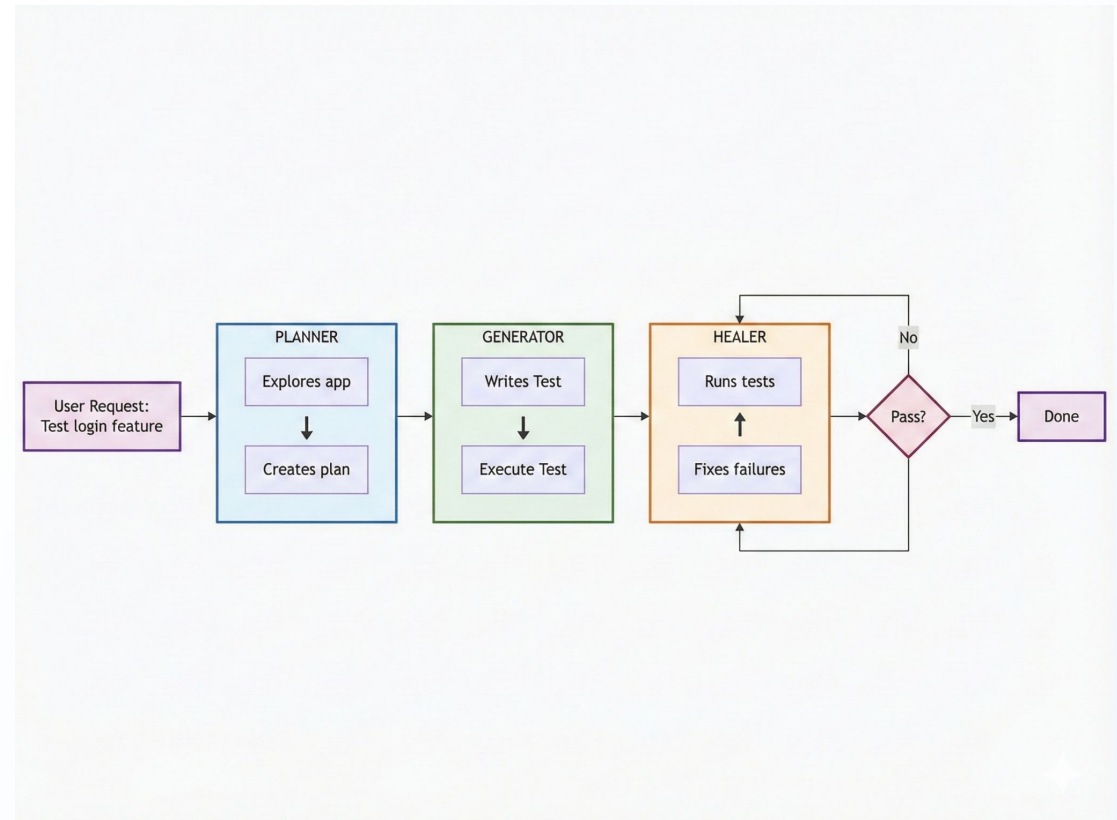 User Request:
Test login feature
PLANNER
Explores app
Creates plan
GENERATOR
Writes Test
Execute Test
HEALER
Runs tests
Fixes failures
Pass?
No
Yes
Done